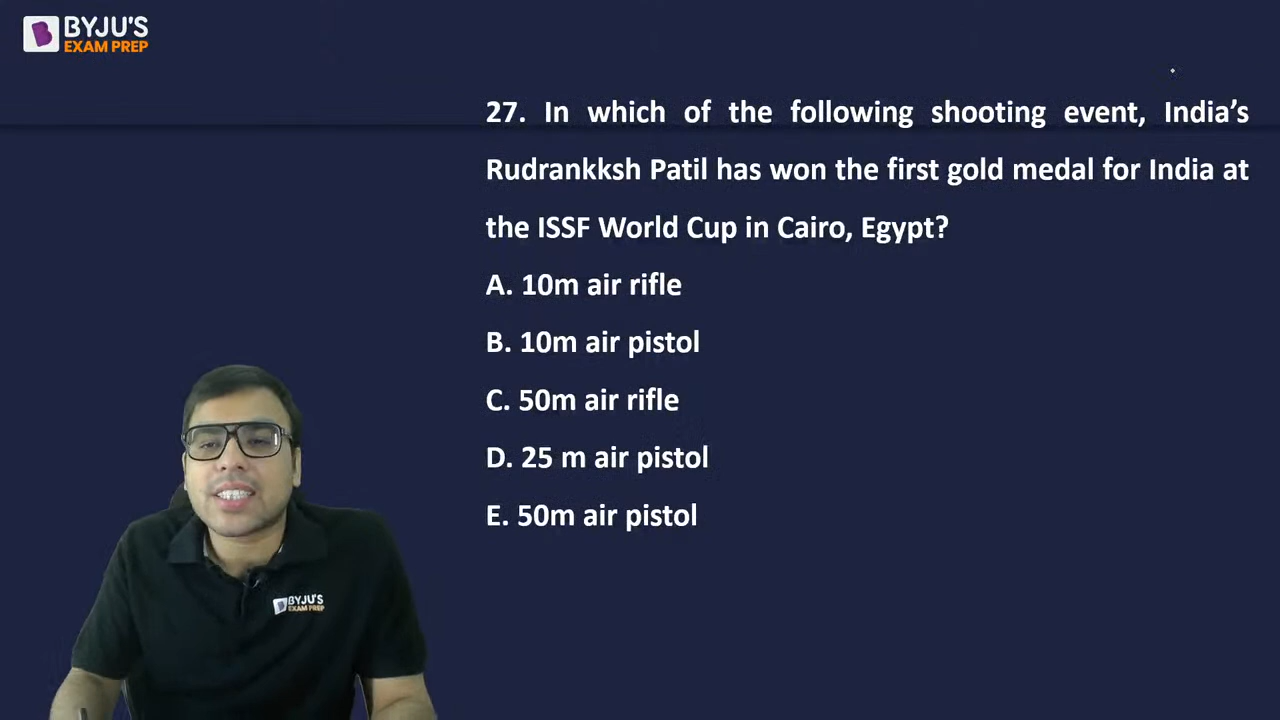 BYJU'S
EXAM PREP
27. In which of the following shooting event, India’s
Rudrankksh Patil has won the first gold medal for India at
the ISSF World Cup in Cairo, Egypt?
A. 10m air rifle
B. 10m air pistol
C. 50m air rifle
D. 25 m air pistol
E. 50m air pistol
BYJU'S
EXAM PREP